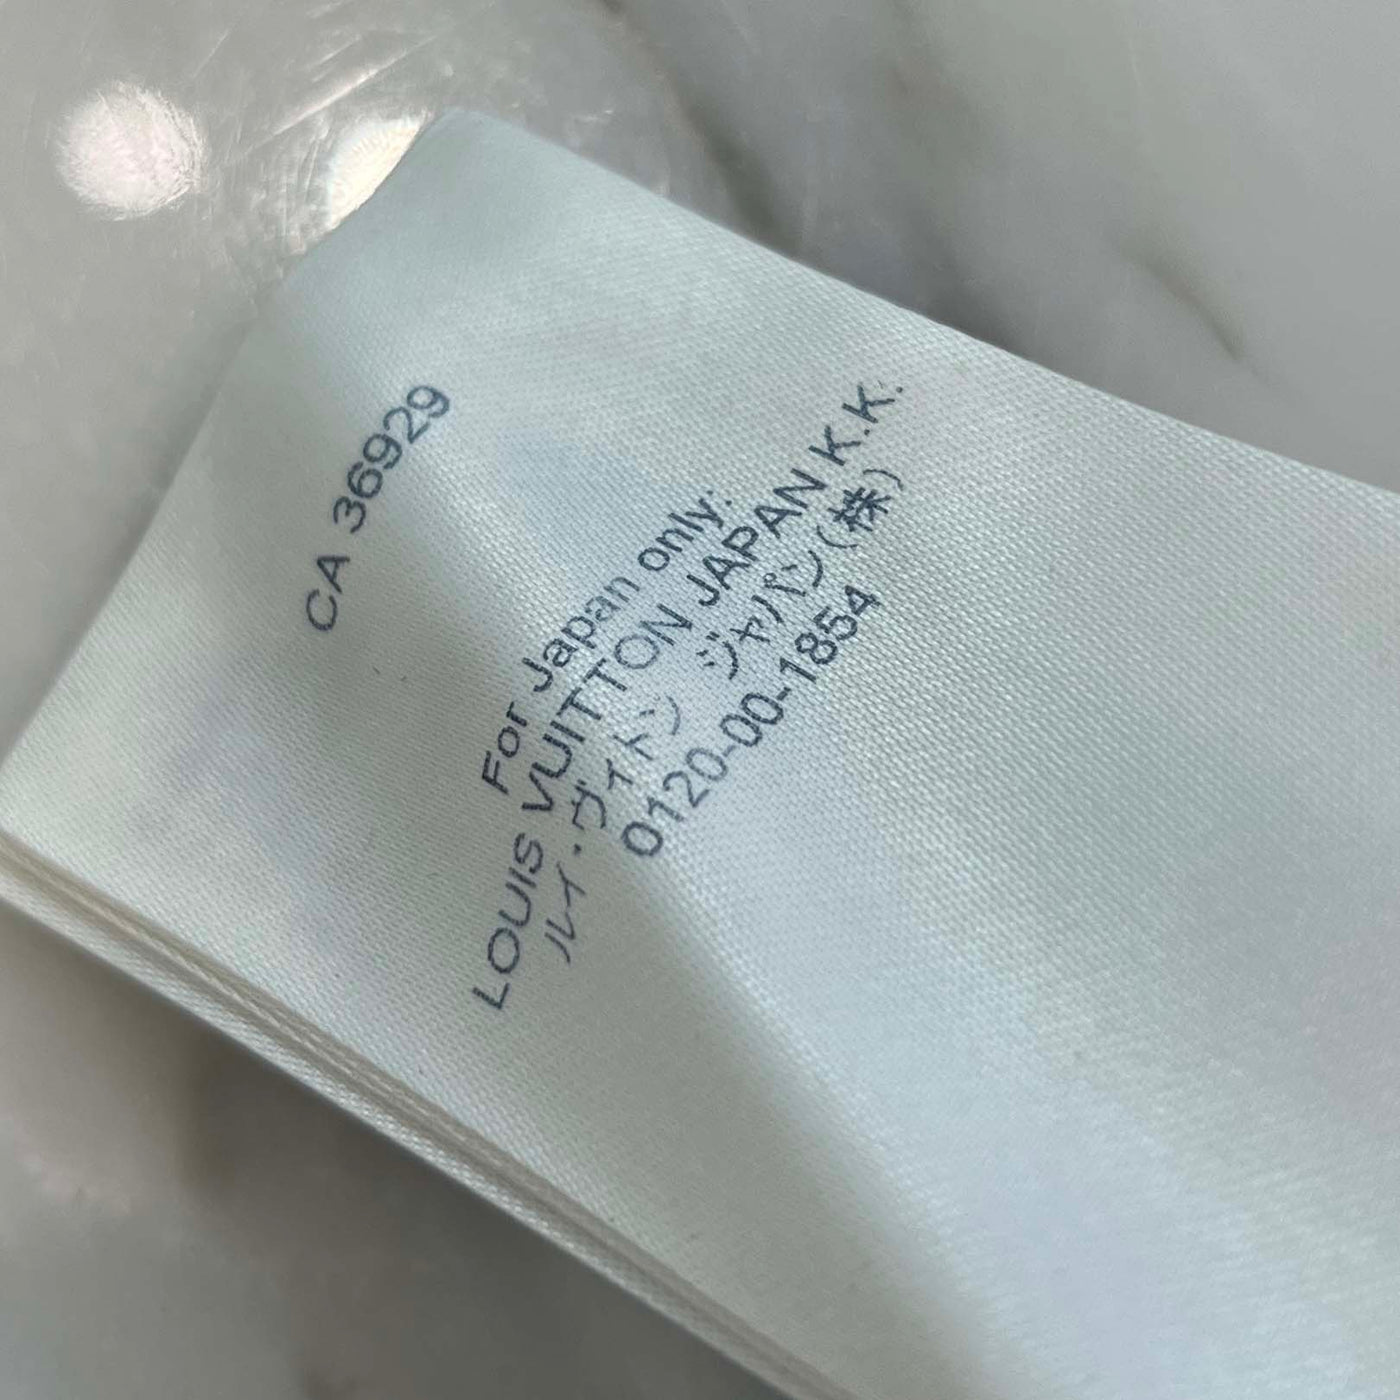 CA 36929
For Japan only:
LOUIS VUITTON JAPAN K.K.
ルイ・ヴィトン ジャパン(株)
0120-00-1854